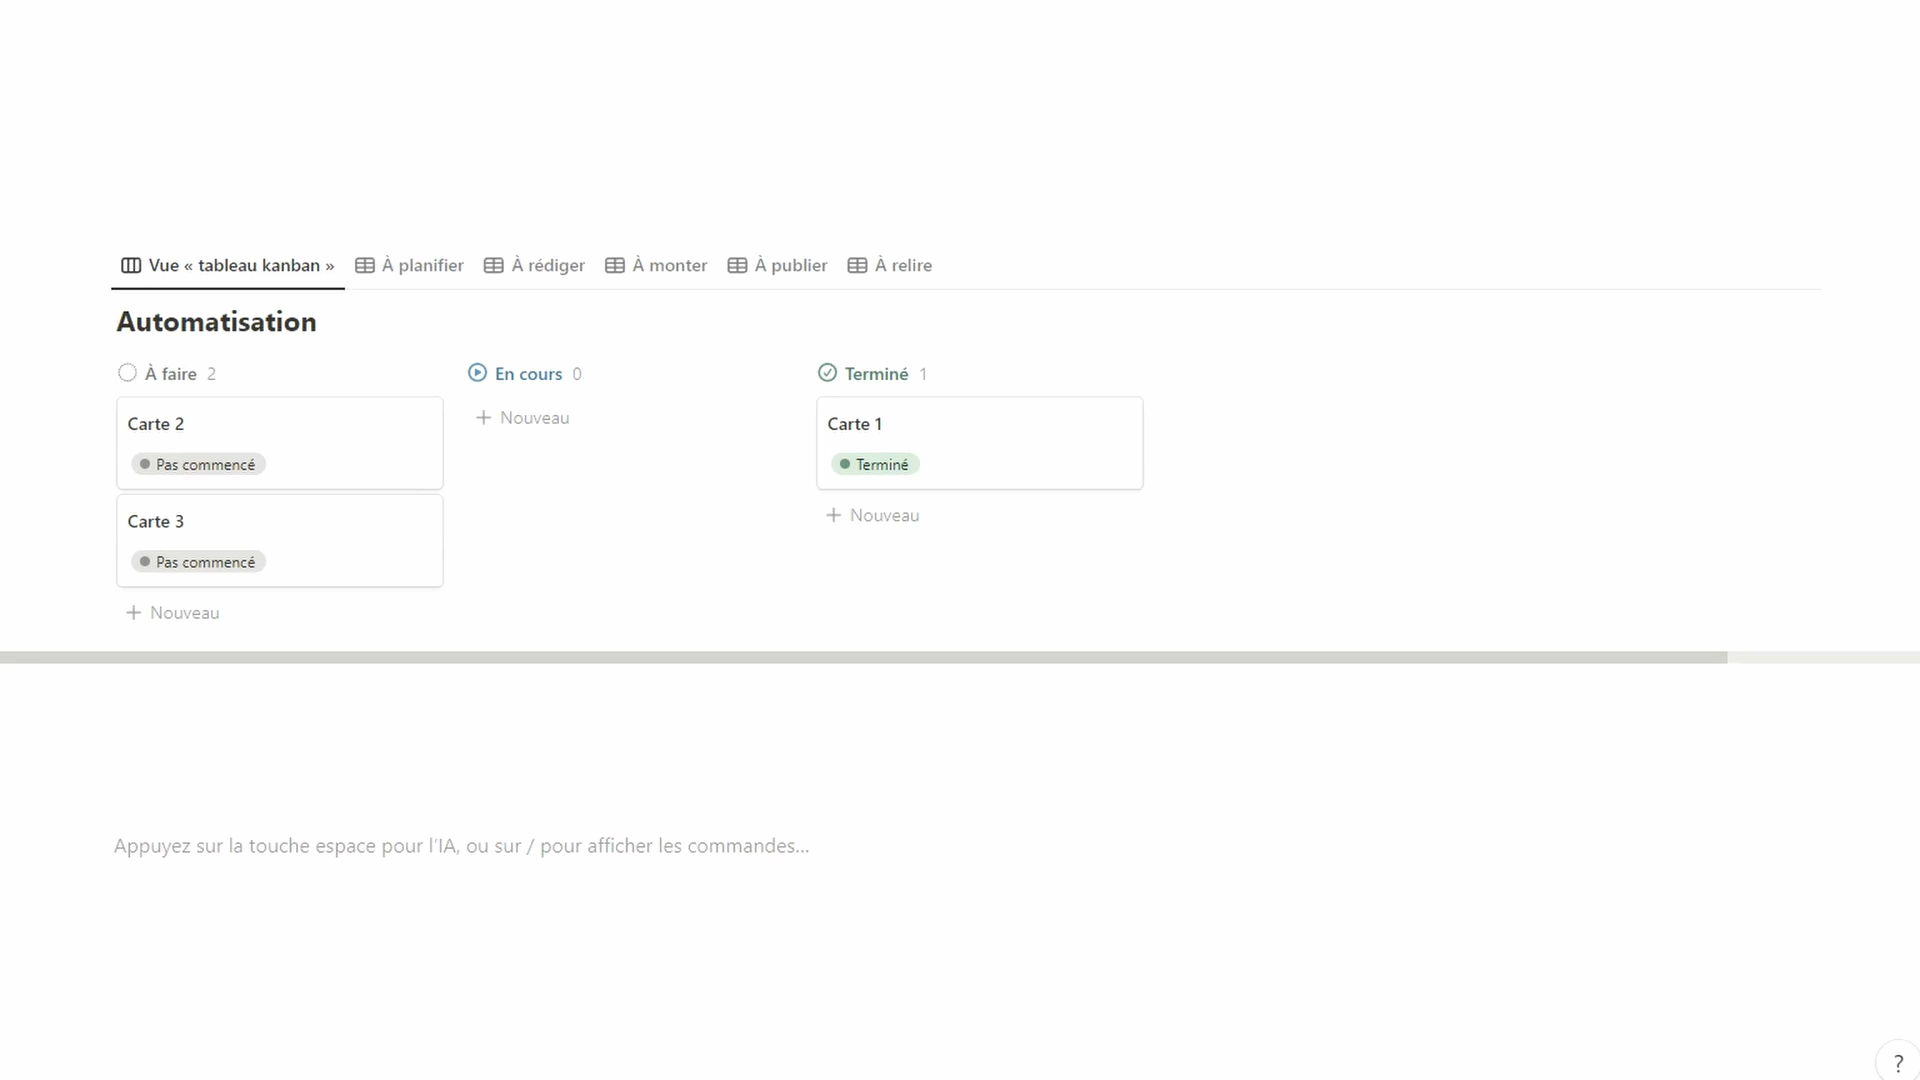 Vue « tableau kanban » À planifier À rédiger À monter À publier À relire
Automatisation
À faire 2 En cours 0 Terminé 1
Carte 2
Pas commencé
Carte 3
Pas commencé
+ Nouveau
+ Nouveau
Carte 1
Terminé
+ Nouveau
Appuyez sur la touche espace pour l'IA, ou sur / pour afficher les commandes...
?